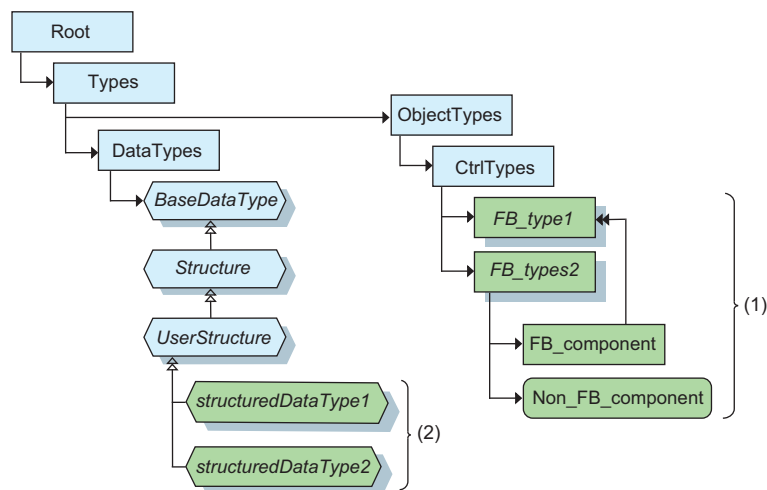 Root
Types
ObjectTypes
DataTypes
CtrlTypes
BaseDataType
FB_type1
Structure
FB_types2
(1)
UserStructure
FB_component
structuredDataType1
Non_FB_component
(2)
structuredDataType2